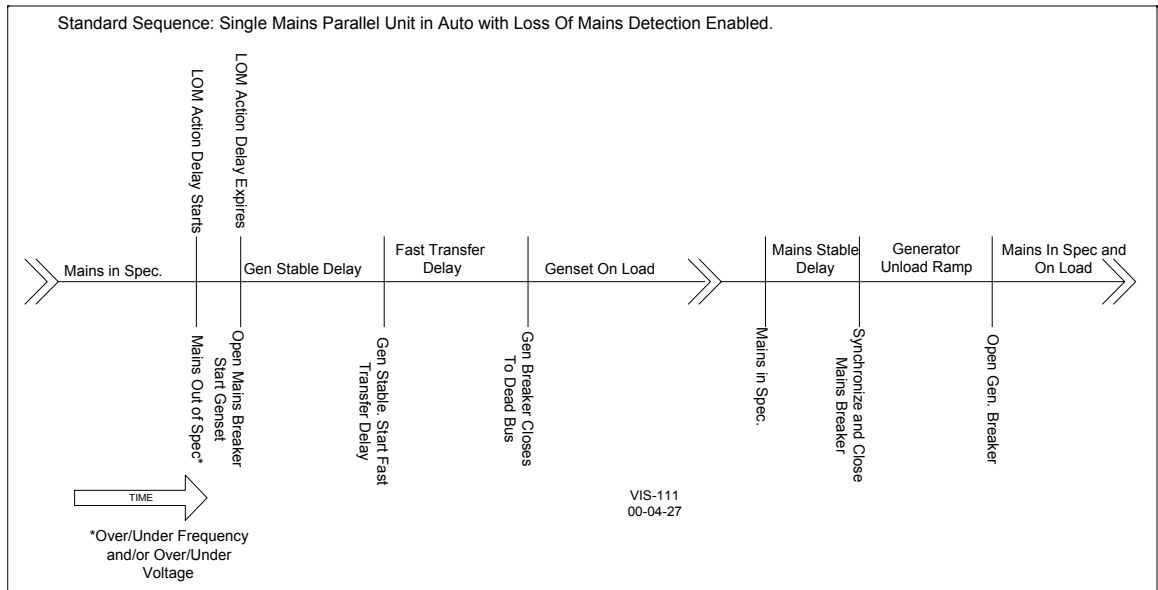 Standard Sequence: Single Mains Parallel Unit in Auto with Loss Of Mains Detection Enabled.
LOM Action Delay Starts
LOM Action Delay Expires
Mains in Spec.
Gen Stable Delay
Fast Transfer
Delay
Genset On Load
Mains Stable
Delay
Generator
Unload Ramp
Mains In Spec and
On Load
Mains Out of Spec*
Open Mains Breaker
Start Genset
Gen Stable. Start Fast
Transfer Delay
Gen Breaker Closes
To Dead Bus
Mains in Spec.
Synchronize and Close
Mains Breaker
Open Gen. Breaker
TIME
*Over/Under Frequency
and/or Over/Under
Voltage
VIS-111
00-04-27